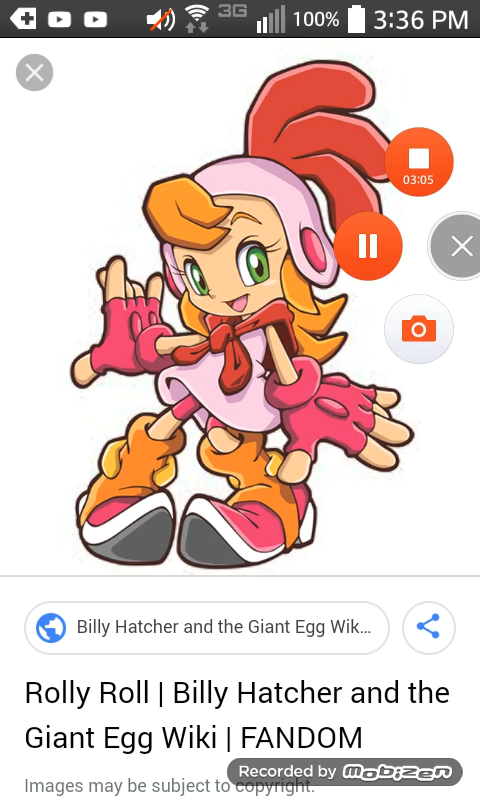 3G 100% 3:36 PM
03:05
Billy Hatcher and the Giant Egg Wik...
Rolly Roll | Billy Hatcher and the
Giant Egg Wiki | FANDOM
Images may be subject to copyright.
Recorded by Mobizen